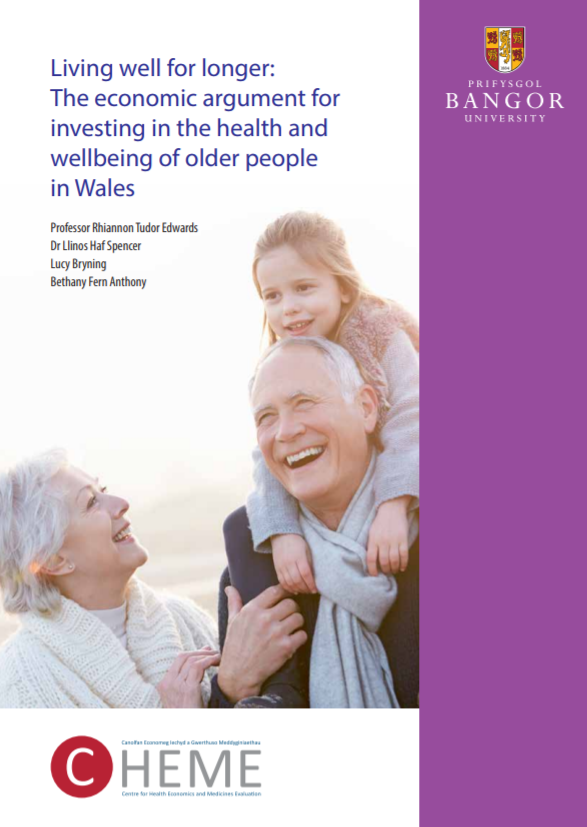 Living well for longer:
The economic argument for
investing in the health and
wellbeing of older people
in Wales
Professor Rhiannon Tudor Edwards
Dr Llinos Haf Spencer
Lucy Bryning
Bethany Fern Anthony
PRIFYSGOL
BANGOR
UNIVERSITY
Canolfan Economeg Iechyd a Gwerthuso Meddyginiaethau
CHEME
Centre for Health Economics and Medicines Evaluation